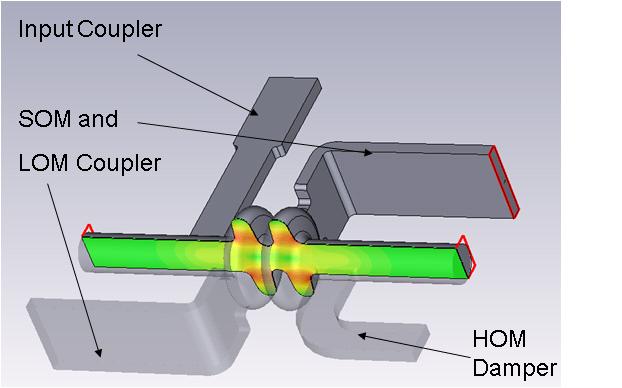 Input Coupler
SOM and
LOM Coupler
HOM
Damper